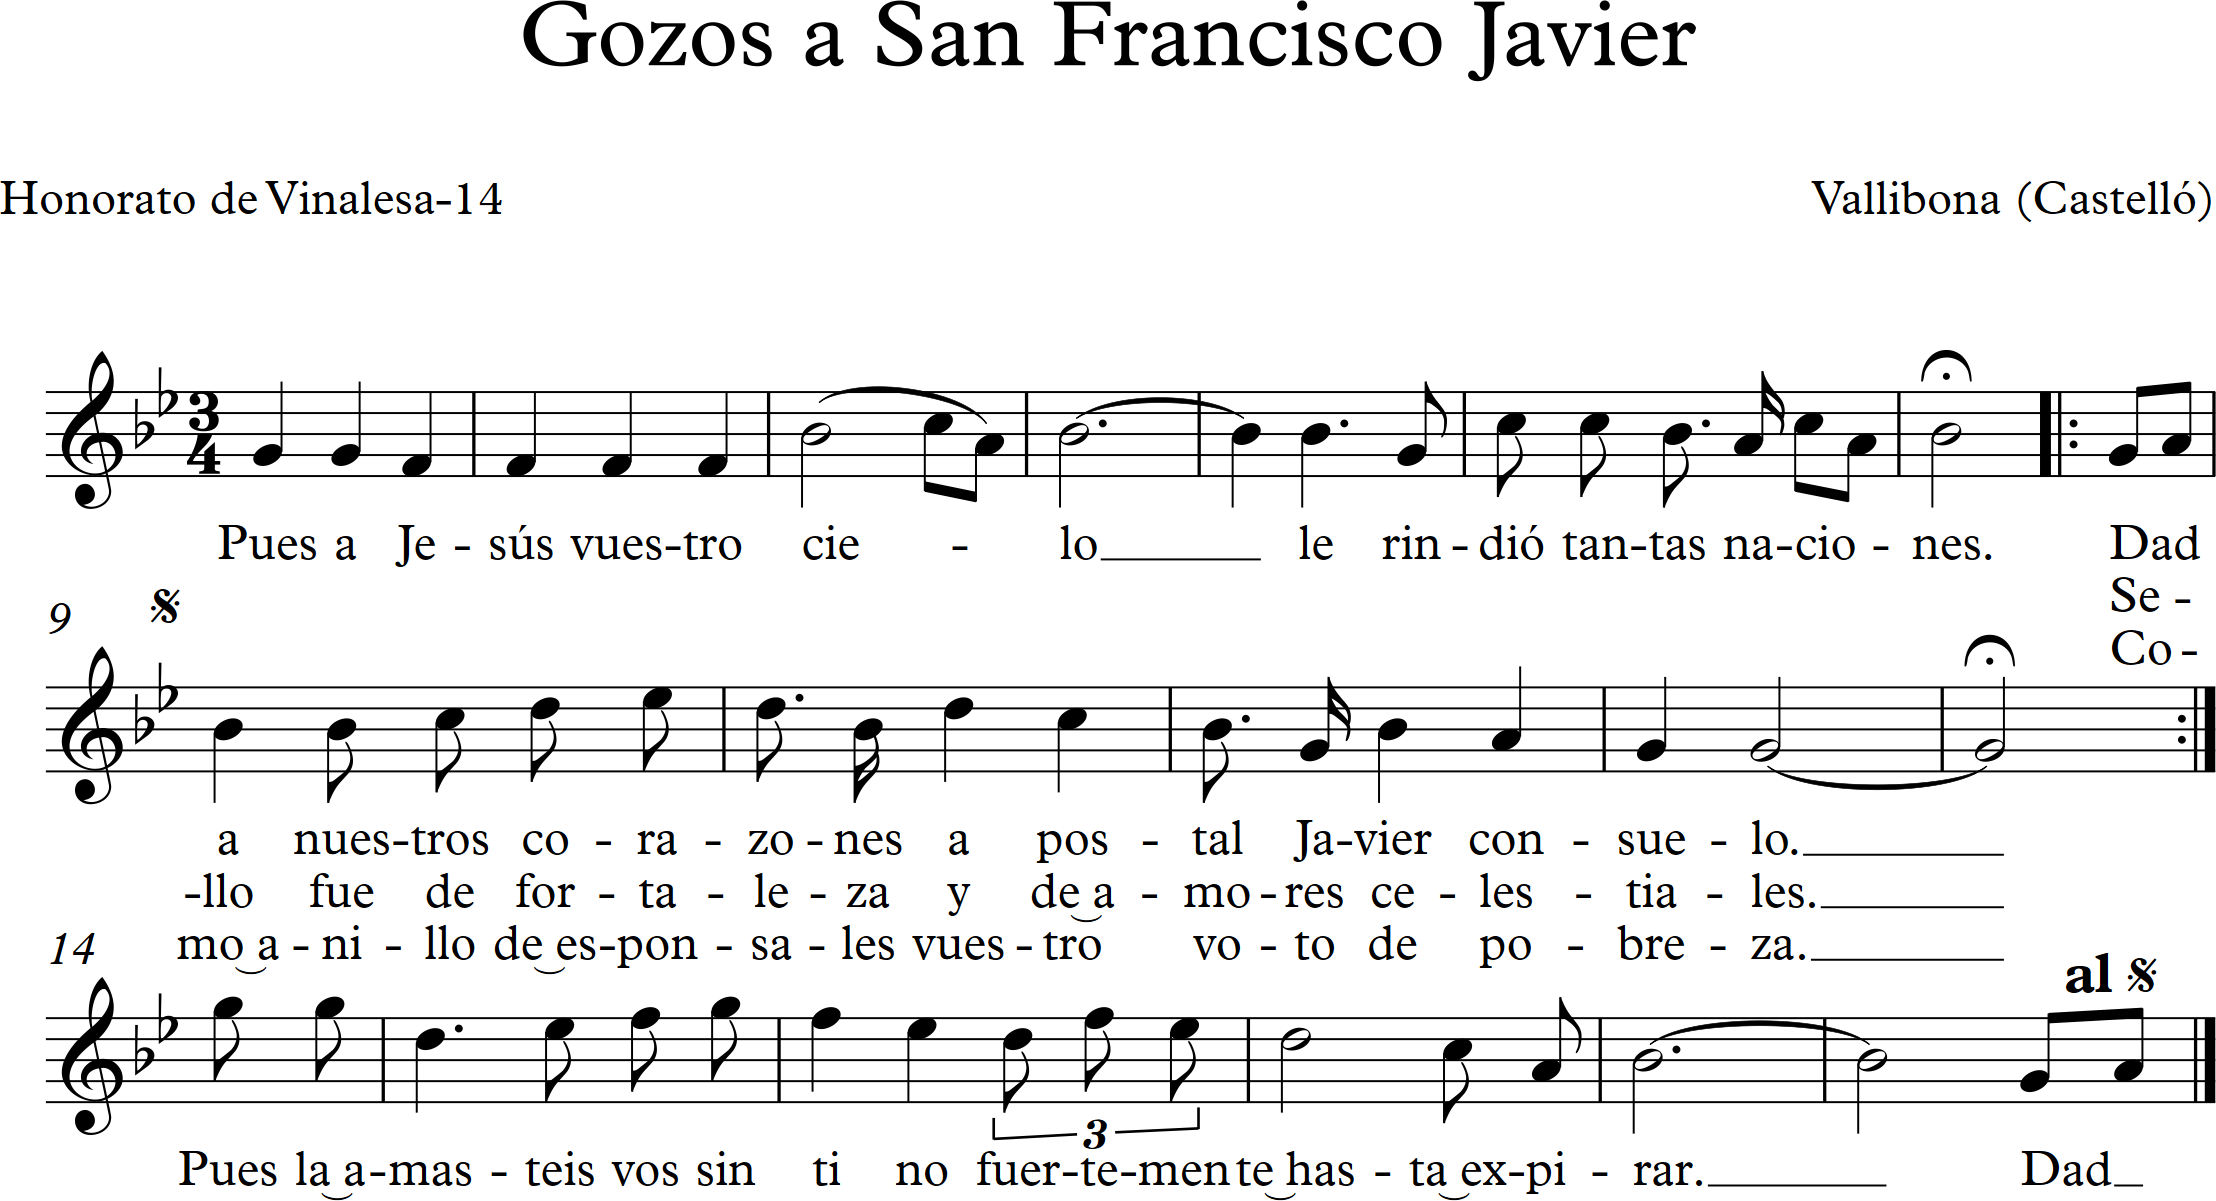 Gozos a San Francisco Javier
Honorato de Vinalesa-14
Vallibona (Castelló)
3
4
Pues a Je - sús vues-tro cie - lo le rin - dió tan-tas na-cio - nes. Dad
Se -
Co -
9
a nues-tros co - ra - zo - nes a pos - tal Ja-vier con - sue - lo.
-llo fue de for - ta - le - za y de a - mo - res ce - les - tia - les.
mo a - ni - llo de es-pon - sa - les vues - tro vo - to de po - bre - za.
14
al
3
Pues la a-mas - teis vos sin ti no fuer-te-men te has - ta ex-pi - rar. Dad